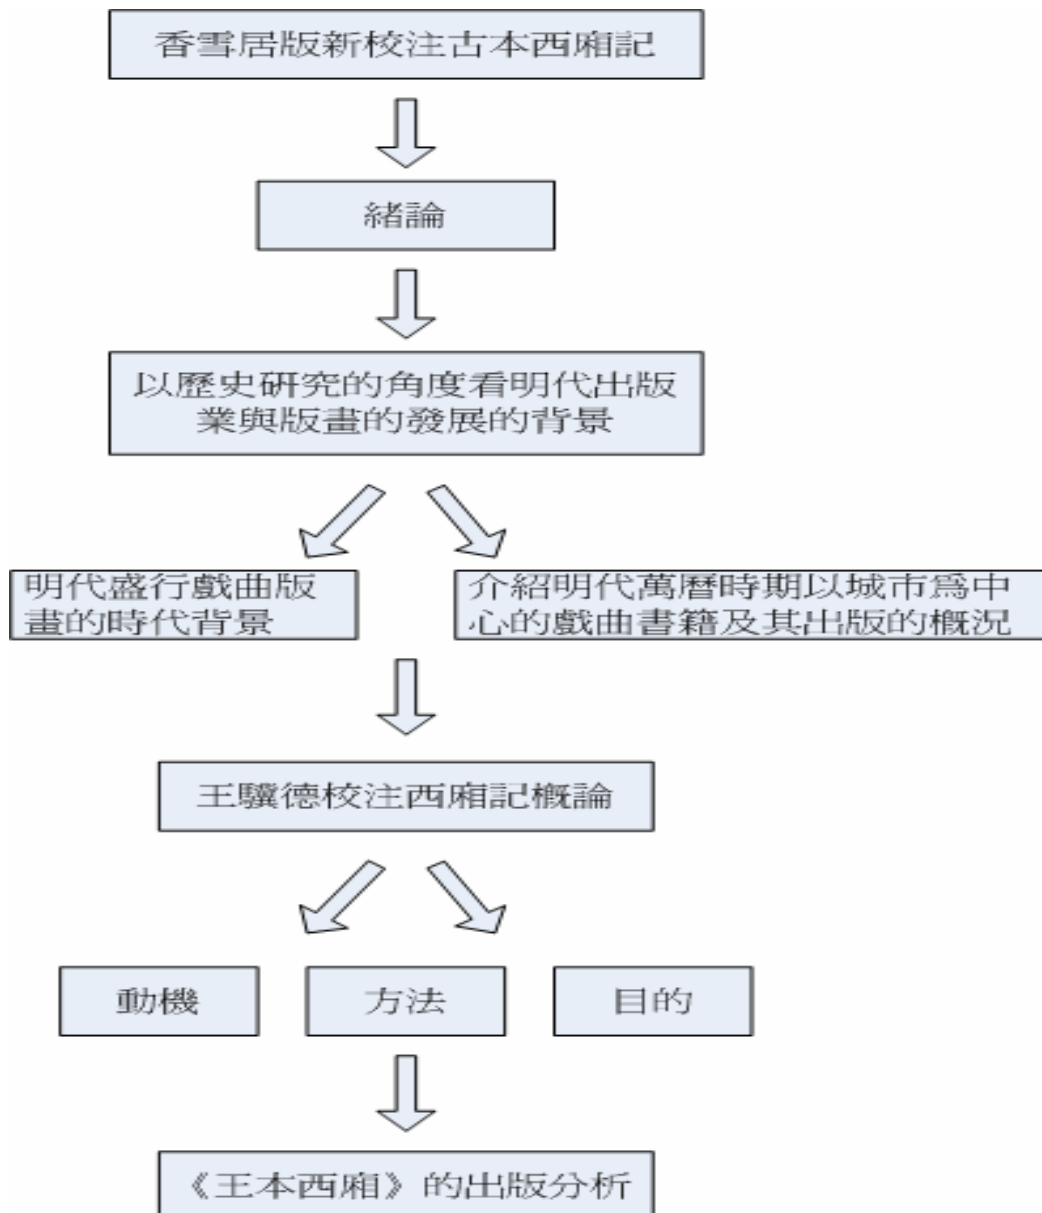 香雪居版新校注古本西廂記
緒論
以歷史研究的角度看明代出版
業與版畫的發展的背景
明代盛行戲曲版
畫的時代背景
介紹明代萬曆時期以城市為中
心的戲曲書籍及其出版的概況
王驥德校注西廂記概論
動機
方法
目的
《王本西廂》的出版分析